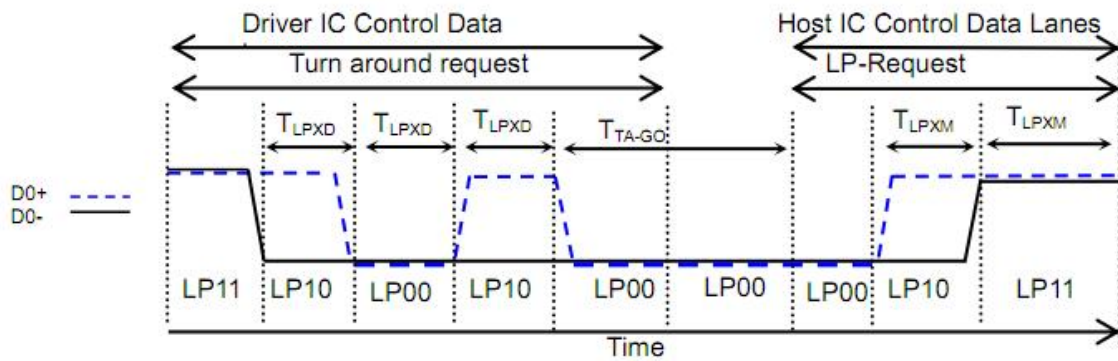 Driver IC Control Data Host IC Control Data Lanes
Turn around request LP-Request
TLPXD TLPXD TLPXD TTA-GO TLPXM TLPXM
D0+
D0-
LP11 LP10 LP00 LP10 LP00 LP00 LP00 LP10 LP11
Time